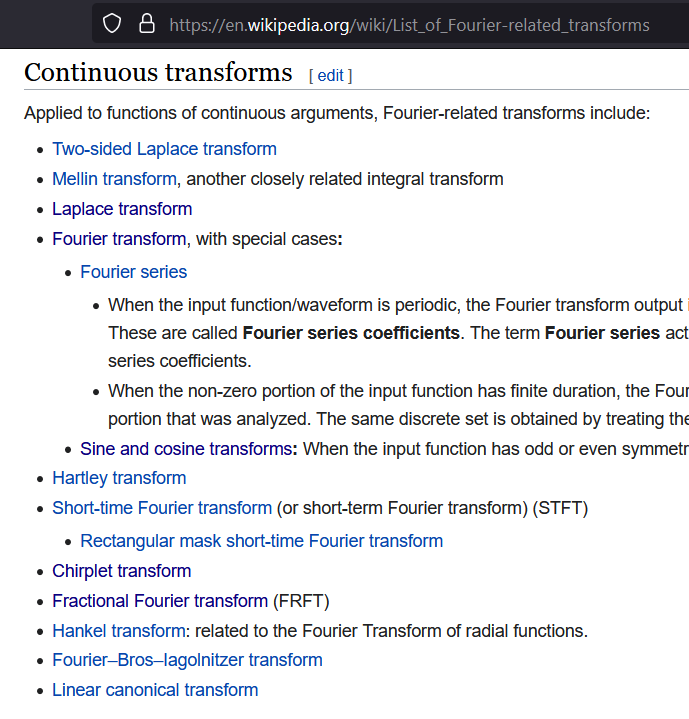 https://en.wikipedia.org/wiki/List_of_Fourier-related_transforms
Continuous transforms [ edit ]
Applied to functions of continuous arguments, Fourier-related transforms include:
• Two-sided Laplace transform
• Mellin transform, another closely related integral transform
• Laplace transform
• Fourier transform, with special cases:
• Fourier series
• When the input function/waveform is periodic, the Fourier transform output
These are called Fourier series coefficients. The term Fourier series act
series coefficients.
• When the non-zero portion of the input function has finite duration, the Four
portion that was analyzed. The same discrete set is obtained by treating the
• Sine and cosine transforms: When the input function has odd or even symmetr
• Hartley transform
• Short-time Fourier transform (or short-term Fourier transform) (STFT)
• Rectangular mask short-time Fourier transform
• Chirplet transform
• Fractional Fourier transform (FRFT)
• Hankel transform: related to the Fourier Transform of radial functions.
• Fourier–Bros–Iagolnitzer transform
• Linear canonical transform